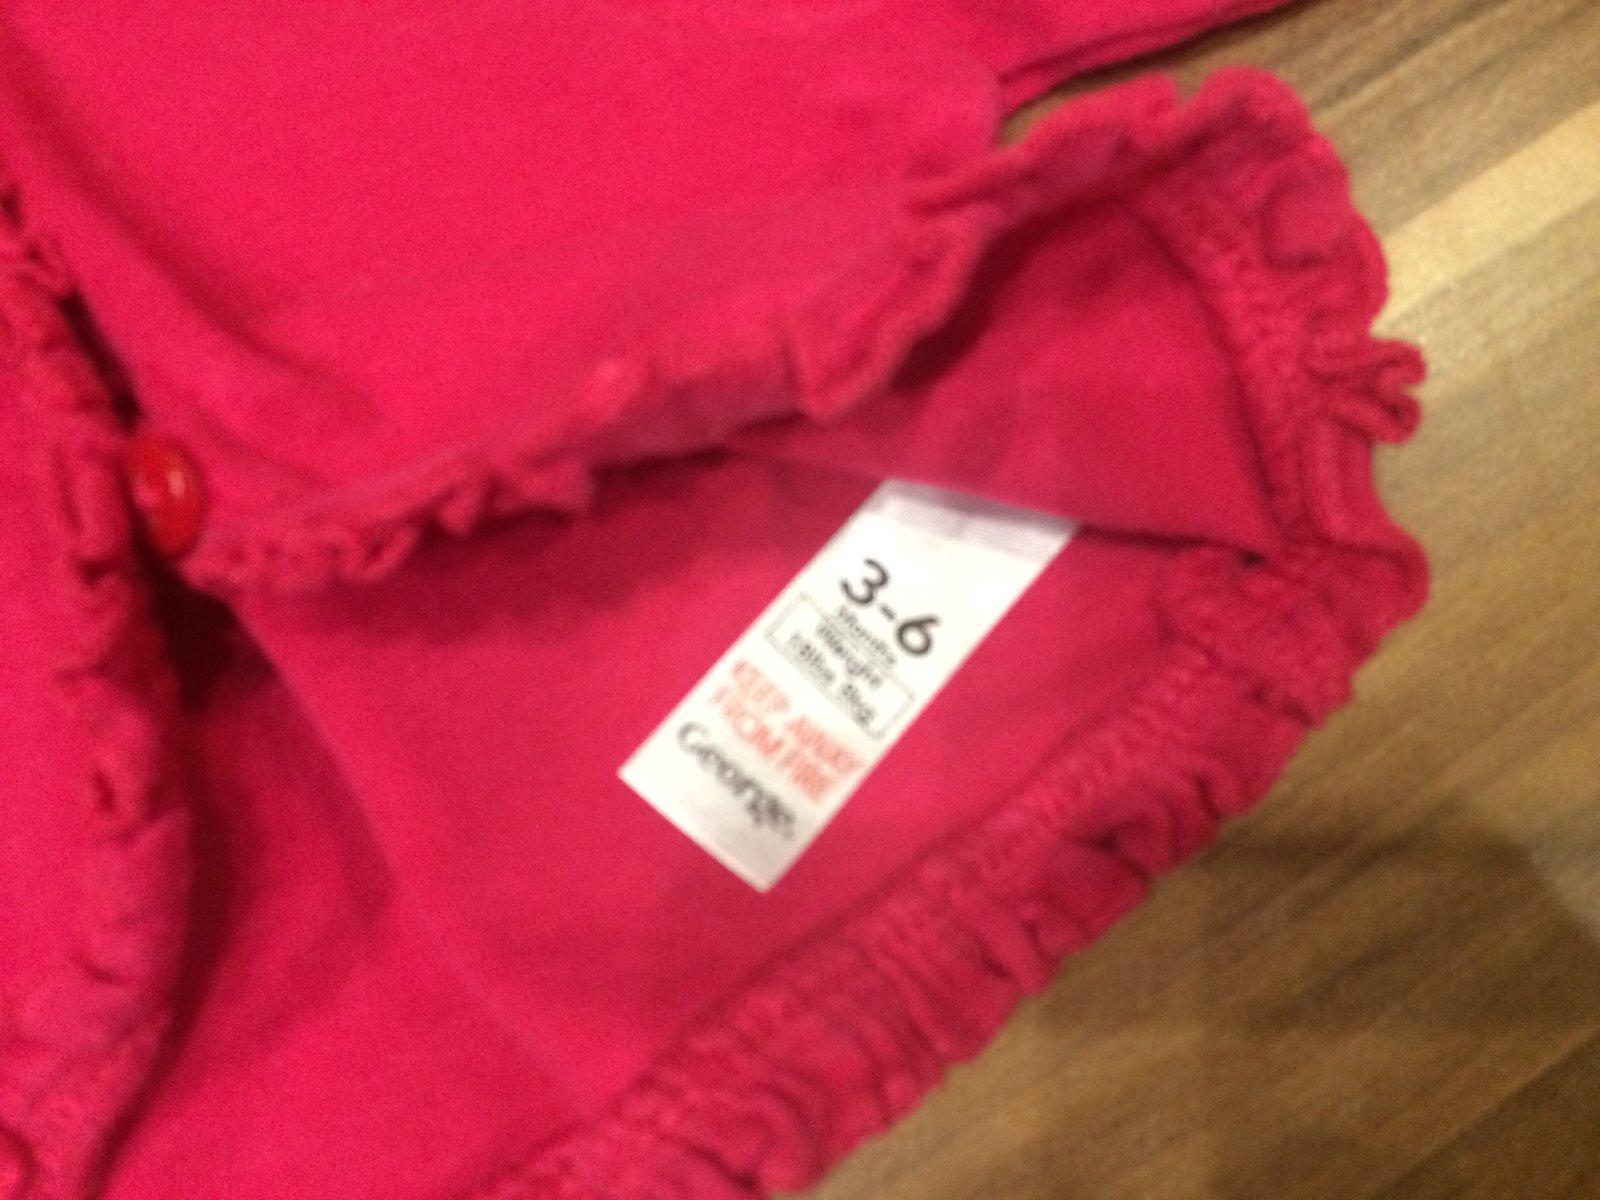 3-6
Months
Weight
18lbs 8kg
KEEP AWAY
FROM FIRE
George.